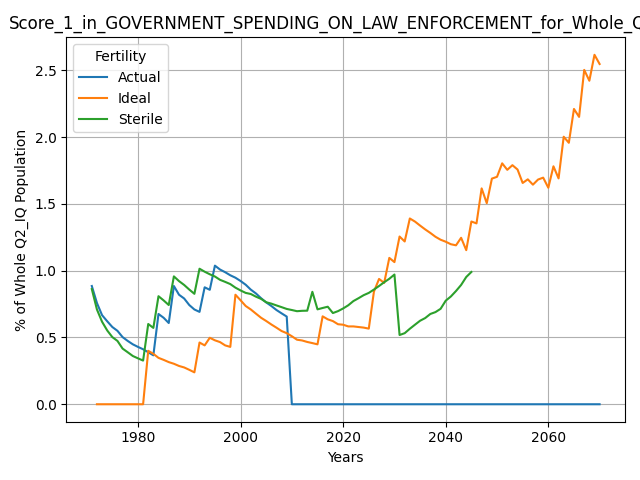 Score_1_in_GOVERNMENT_SPENDING_ON_LAW_ENFORCEMENT_for_Whole_Q
Fertility
Actual
Ideal
Sterile
% of Whole Q2_IQ Population
2.5
2.0
1.5
1.0
0.5
0.0
1980 2000 2020 2040 2060
Years